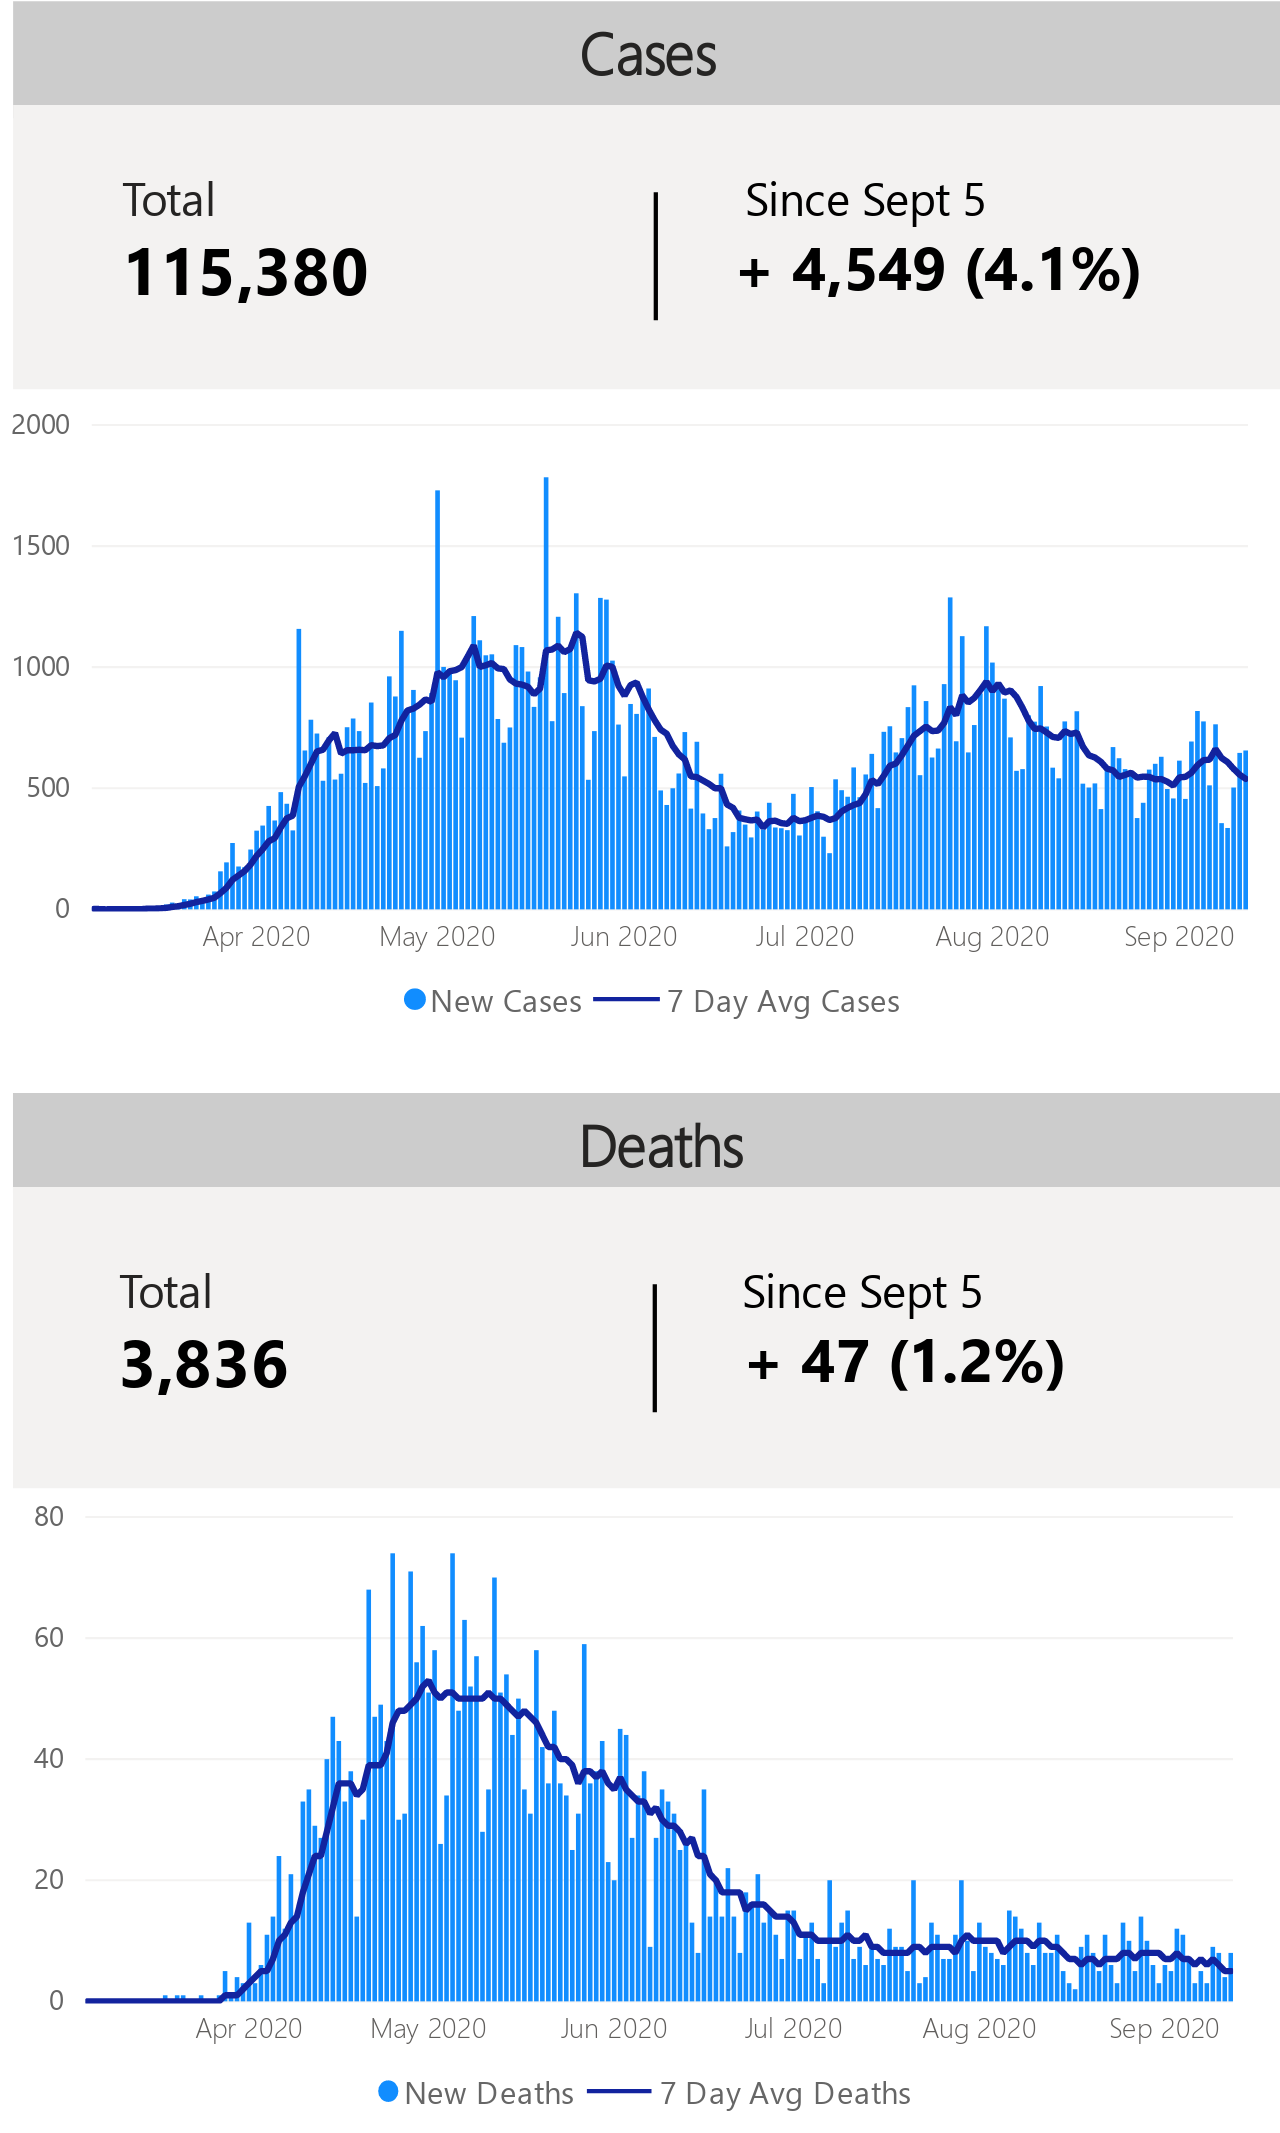 Cases
Total
Since Sept 5
115,380
+ 4,549 (4.1%)
2000
1500
1000
500
0
Apr 2020
May 2020
Jun 2020
Jul 2020
Aug 2020
Sep 2020
New Cases
7 Day Avg Cases
Deaths
Total
Since Sept 5
3,836
+ 47 (1.2%)
80
60
40
20
0
Apr 2020
May 2020
Jun 2020
Jul 2020
Aug 2020
Sep 2020
New Deaths
7 Day Avg Deaths